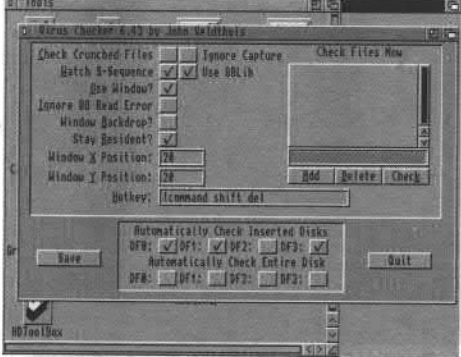 Tools
Virus Checker 6.43 by John Veldthuis
Check Crunched Files
Ignore Capture
Check Files Now
Watch S-Sequence
Use BBLib
Use Window?
Ignore BB Read Error
Window Backdrop?
Stay Resident?
Window X Position: 20
Window Y Position: 20
Add Delete Check
Hotkey: lcommand shift del
Automatically Check Inserted Disks
DF0: DF1: DF2: DF3:
Save
Automatically Check Entire Disk
Quit
DF0: DF1: DF2: DF3:
HDToolBox